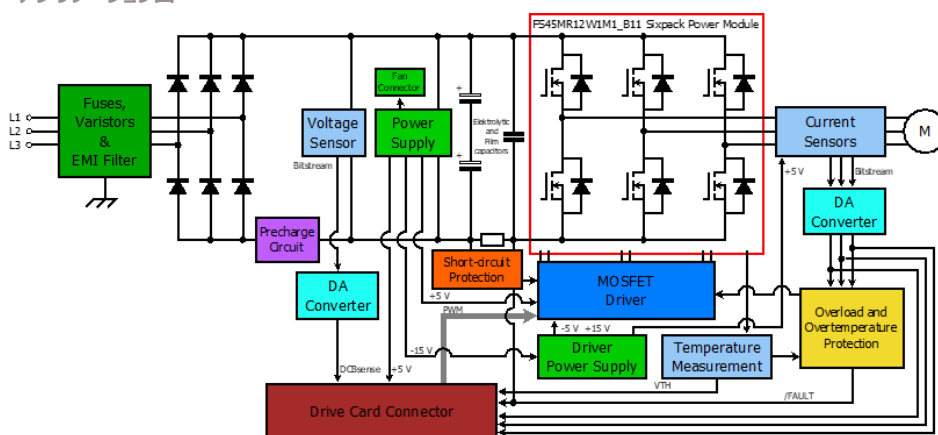 FS45MR12W1M1_B11 Sixpack Power Module
Fan
Connector
Fuses,
Varistors
&
EMI Filter
L1
L2
L3
Voltage
Sensor
Power
Supply
+
+
Elektrolytic
and
Film
capacitors
Current
Sensors
M
Bitstream
+5 V
Bitstream
DA
Converter
Precharge
Circuit
Short-circuit
Protection
MOSFET
Driver
DA
Converter
+5 V
PWM
Overload and
Overtemperature
Protection
-5 V +15 V
-15 V
Driver
Power Supply
Temperature
Measurement
DCBsense
+5 V
VTH
/FAULT
Drive Card Connector